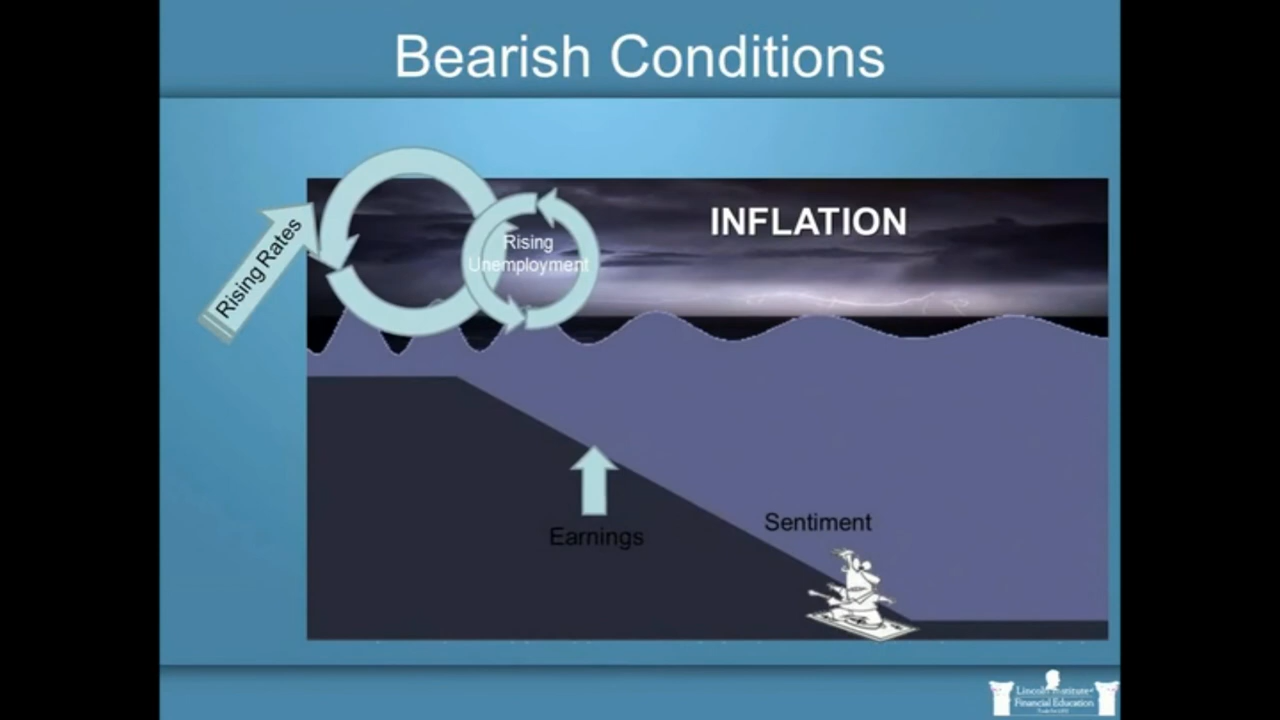 Bearish Conditions
Rising Rates
Rising
Unemployment
INFLATION
Earnings
Sentiment
Lincoln Institute
Financial Education